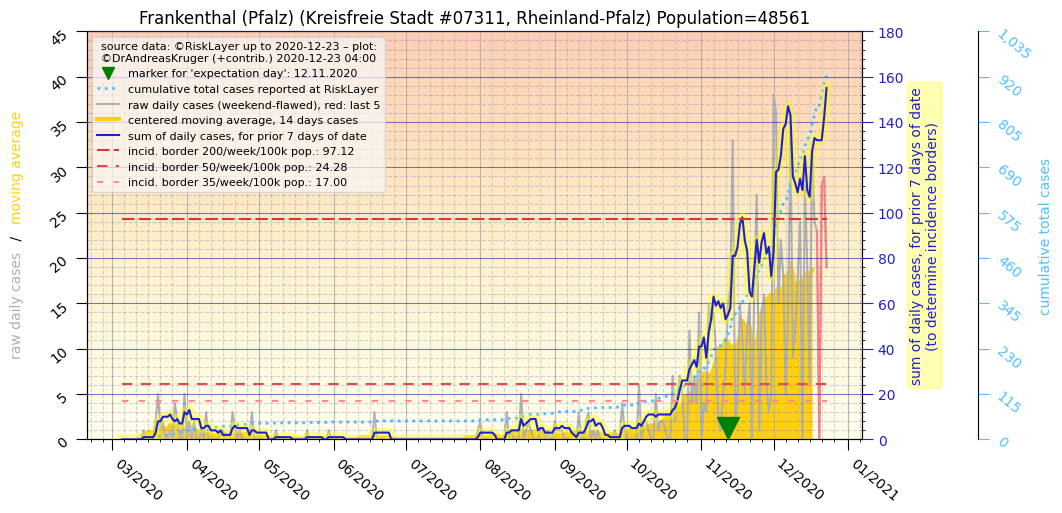 Frankenthal (Pfalz) (Kreisfreie Stadt #07311, Rheinland-Pfalz) Population=48561
source data: ©RiskLayer up to 2020-12-23 – plot:
©DrAndreasKruger (+contrib.) 2020-12-23 04:00
marker for 'expectation day': 12.11.2020
cumulative total cases reported at RiskLayer
raw daily cases (weekend-flawed), red: last 5
centered moving average, 14 days cases
sum of daily cases, for prior 7 days of date
incid. border 200/week/100k pop.: 97.12
incid. border 50/week/100k pop.: 24.28
incid. border 35/week/100k pop.: 17.00
raw daily cases / moving average
45
40
35
30
25
20
15
10
5
0
03/2020
04/2020
05/2020
06/2020
07/2020
08/2020
09/2020
10/2020
11/2020
12/2020
01/2021
180
160
140
120
100
80
60
40
20
0
sum of daily cases, for prior 7 days of date
(to determine incidence borders)
1,035
920
805
690
575
460
345
230
115
0
cumulative total cases